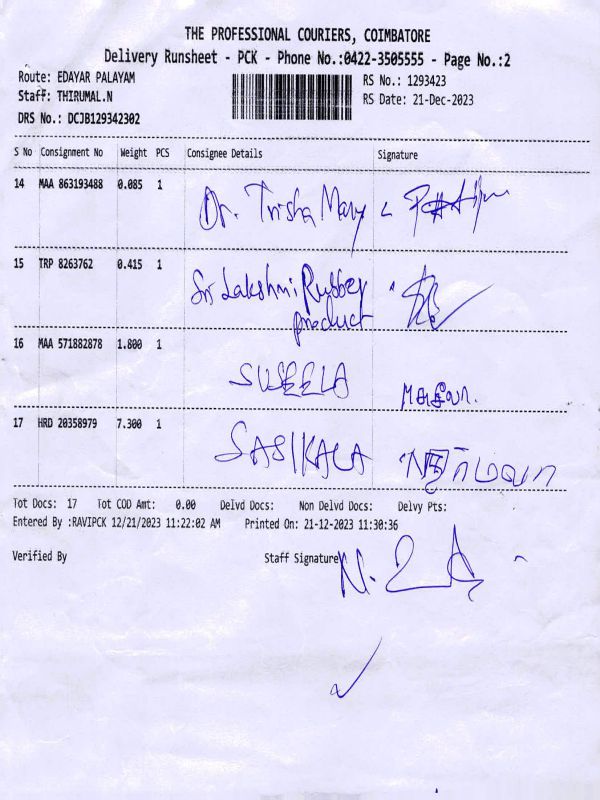 THE PROFESSIONAL COURIERS, COIMBATORE
Delivery Runsheet - PCK - Phone No.:0422-3505555 - Page No.:2
Route: EDAYAR PALAYAM
RS No.: 1293423
Staff: THIRUMAL.N
RS Date: 21-Dec-2023
DRS No.: DCJB129342302
S No Consignment No Weight PCS Consignee Details Signature
14 MAA 863193488 0.085 1 Dr. Trisha Mary
15 TRP 8263762 0.415 1 Sri Lakshmi Rubber
product
16 MAA 571882878 1.800 1 SUSEELA
17 HRD 20358979 7.300 1 SASIKALA
Tot Docs: 17 Tot COD Amt: 0.00 Delvd Docs: Non Delvd Docs: Delvy Pts:
Entered By :RAVIPCK 12/21/2023 11:22:02 AM Printed On: 21-12-2023 11:30:36
Verified By Staff Signature